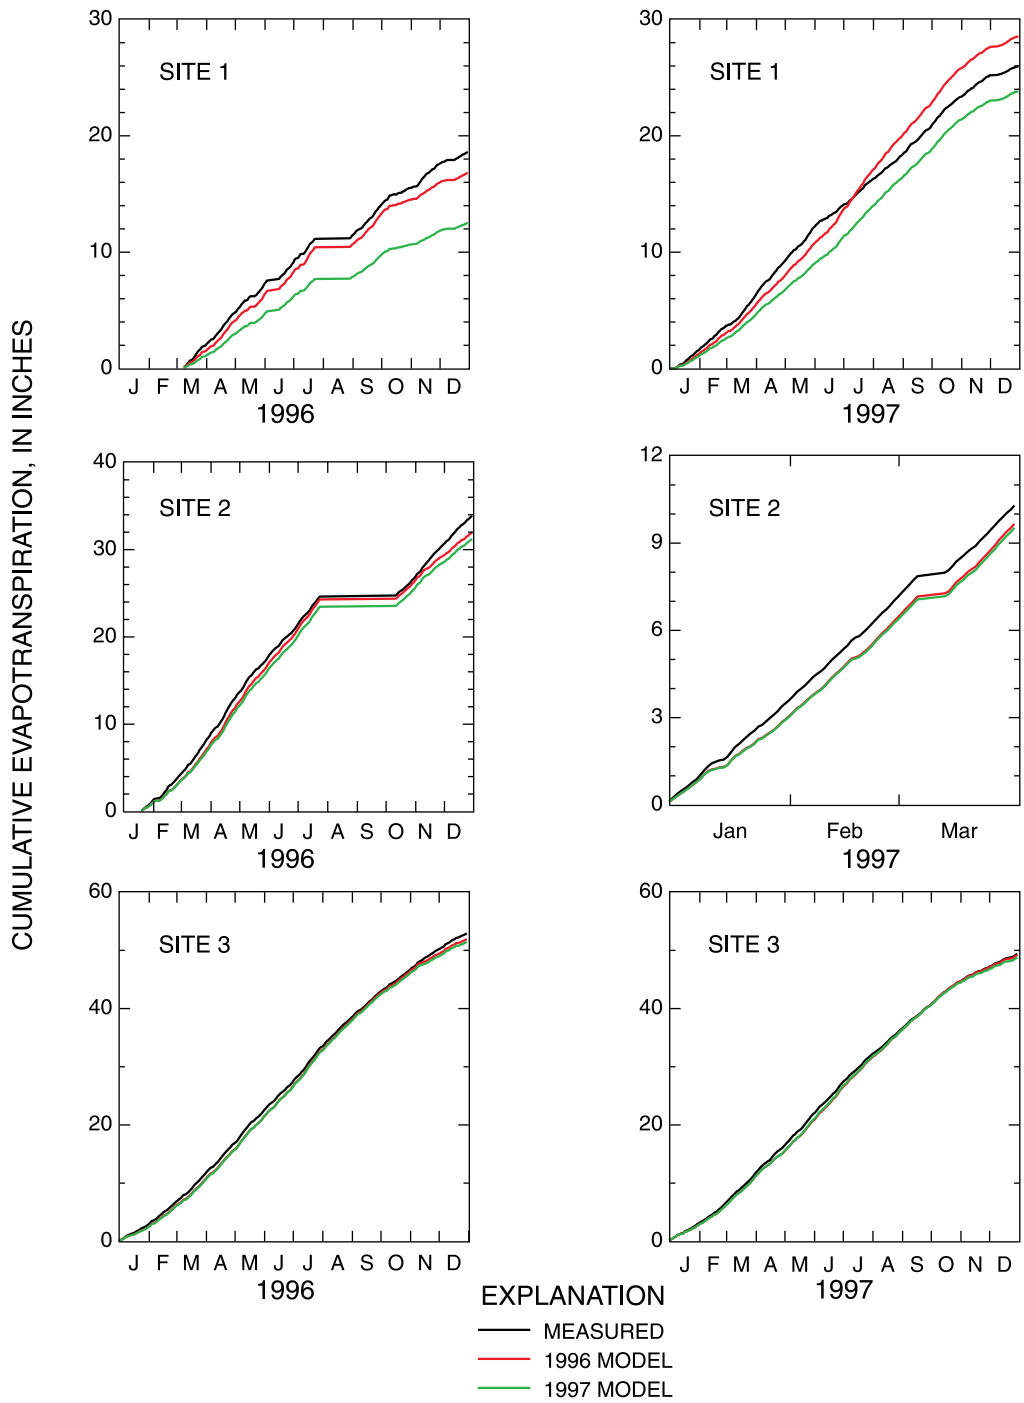 CUMULATIVE EVAPOTRANSPIRATION, IN INCHES
30
20
10
0
SITE 1
J F M A M J J A S O N D
1996
30
20
10
0
SITE 1
J F M A M J J A S O N D
1997
40
30
20
10
0
SITE 2
J F M A M J J A S O N D
1996
12
9
6
3
0
SITE 2
Jan Feb Mar
1997
60
40
20
0
SITE 3
J F M A M J J A S O N D
1996
60
40
20
0
SITE 3
J F M A M J J A S O N D
1997
EXPLANATION
MEASURED
1996 MODEL
1997 MODEL